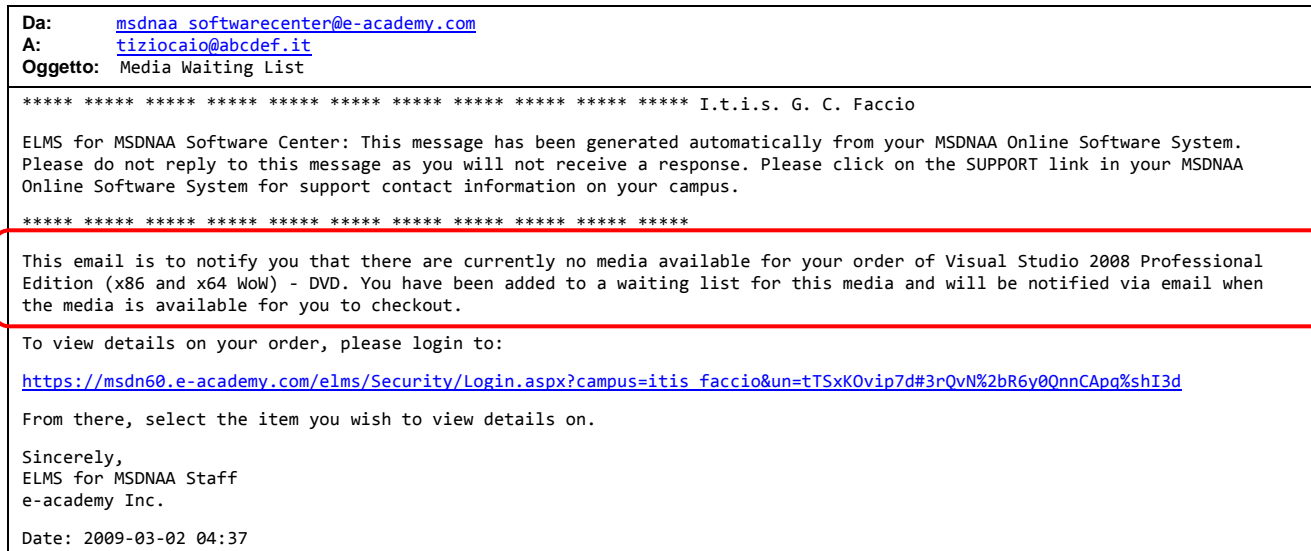 Da: msdnaa_softwarecenter@e-academy.com
A: tiziocaio@abcdef.it
Oggetto: Media Waiting List
***** ***** ***** ***** ***** ***** ***** ***** ***** ***** ***** I.t.i.s. G. C. Faccio
ELMS for MSDNAA Software Center: This message has been generated automatically from your MSDNAA Online Software System.
Please do not reply to this message as you will not receive a response. Please click on the SUPPORT link in your MSDNAA
Online Software System for support contact information on your campus.
***** ***** ***** ***** ***** ***** ***** ***** ***** ***** *****
This email is to notify you that there are currently no media available for your order of Visual Studio 2008 Professional
Edition (x86 and x64 WoW) - DVD. You have been added to a waiting list for this media and will be notified via email when
the media is available for you to checkout.
To view details on your order, please login to:
https://msdn60.e-academy.com/elms/Security/Login.aspx?campus=itis_faccio&un=tTSxKOvip7d#3rQvN%2bR6y0QnnCApq%shI3d
From there, select the item you wish to view details on.
Sincerely,
ELMS for MSDNAA Staff
e-academy Inc.
Date: 2009-03-02 04:37